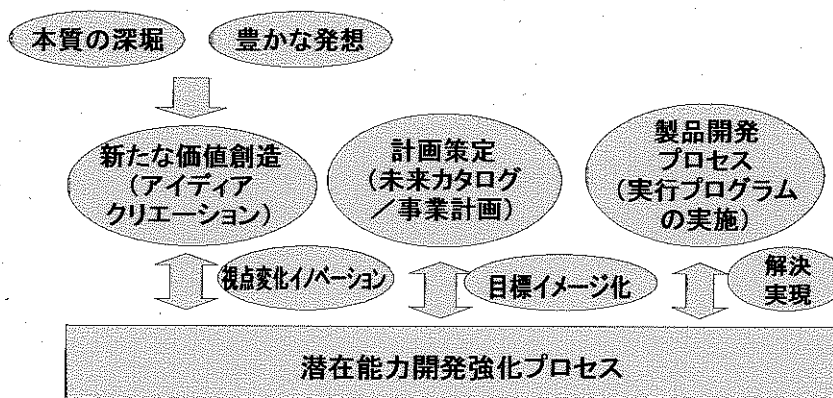 本質の深堀
豊かな発想
新たな価値創造
(アイディア
クリエーション)
計画策定
(未来カタログ
/事業計画)
製品開発
プロセス
(実行プログラム
の実施)
視点変化イノベーション
目標イメージ化
解決
実現
潜在能力開発強化プロセス